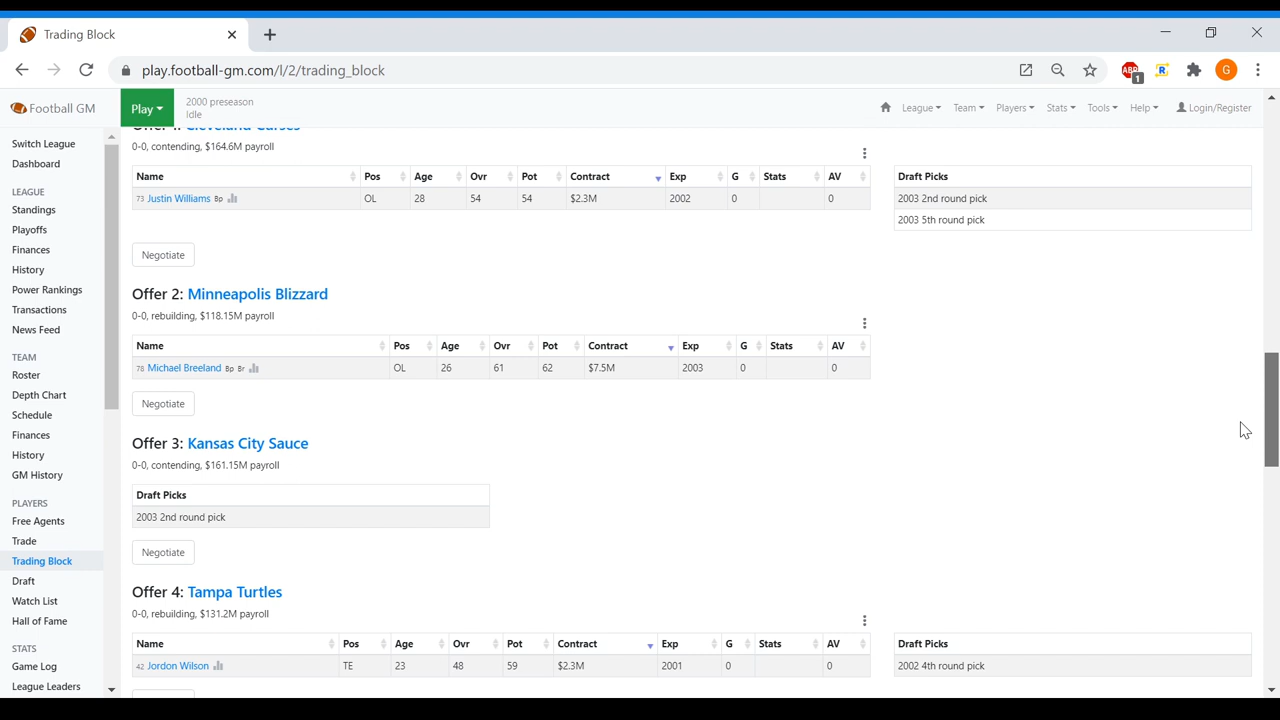 Trading Block
play.football-gm.com/l/2/trading_block
ABP
1
R
G
Football GM
Play
2000 preseason
Idle
League
Team
Players
Stats
Tools
Help
Login/Register
Switch League
Dashboard
LEAGUE
Standings
Playoffs
Finances
History
Power Rankings
Transactions
News Feed
TEAM
Roster
Depth Chart
Schedule
Finances
History
GM History
PLAYERS
Free Agents
Trade
Trading Block
Draft
Watch List
Hall of Fame
STATS
Game Log
League Leaders
Offer 1: Cleveland Curses
0-0, contending, $164.6M payroll
Name Pos Age Ovr Pot Contract Exp G Stats AV
73 Justin Williams Bp OL 28 54 54 $2.3M 2002 0 0
Draft Picks
2003 2nd round pick
2003 5th round pick
Negotiate
Offer 2: Minneapolis Blizzard
0-0, rebuilding, $118.15M payroll
Name Pos Age Ovr Pot Contract Exp G Stats AV
78 Michael Breeland Bp Br OL 26 61 62 $7.5M 2003 0 0
Negotiate
Offer 3: Kansas City Sauce
0-0, contending, $161.15M payroll
Draft Picks
2003 2nd round pick
Negotiate
Offer 4: Tampa Turtles
0-0, rebuilding, $131.2M payroll
Name Pos Age Ovr Pot Contract Exp G Stats AV
42 Jordon Wilson TE 23 48 59 $2.3M 2001 0 0
Draft Picks
2002 4th round pick